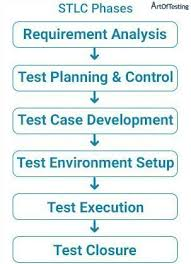 STLC Phases
ArtOfTesting
Requirement Analysis
Test Planning & Control
Test Case Development
Test Environment Setup
Test Execution
Test Closure